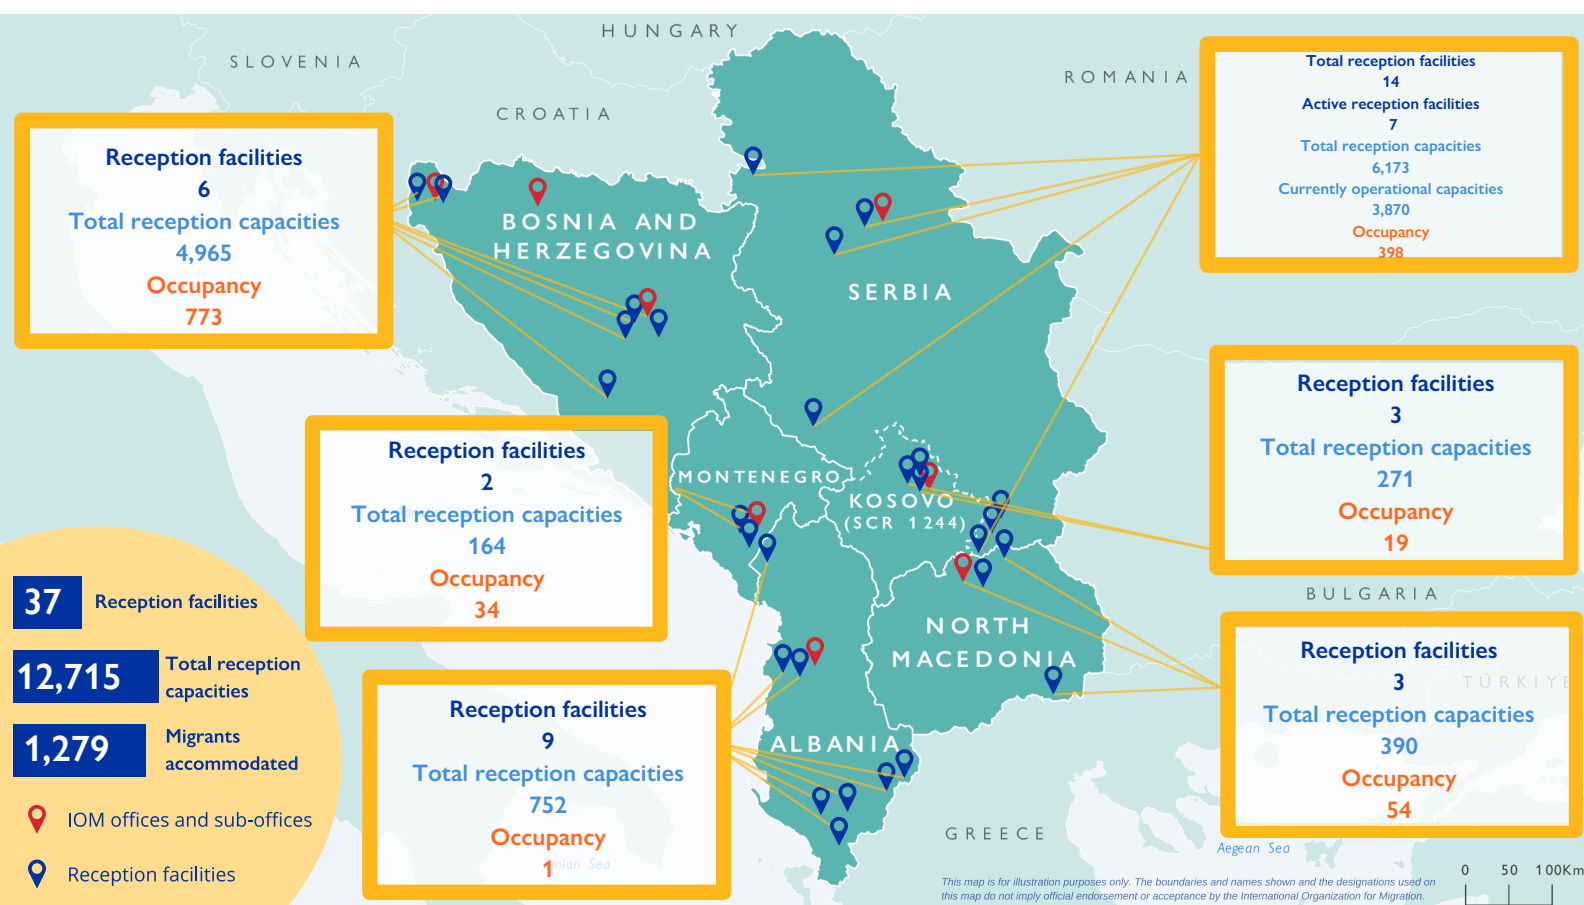 HUNGARY
SLOVENIA
ROMANIA
CROATIA
Total reception facilities
14
Active reception facilities
7
Total reception capacities
6,173
Currently operational capacities
3,870
Occupancy
398
Reception facilities
6
Total reception capacities
4,965
Occupancy
773
BOSNIA AND
HERZEGOVINA
SERBIA
Reception facilities
3
Total reception capacities
271
Occupancy
19
Reception facilities
2
Total reception capacities
164
Occupancy
34
MONTENEGRO
KOSOVO
(SCR 1244)
BULGARIA
NORTH
MACEDONIA
Reception facilities
3
Total reception capacities
390
Occupancy
54
TÜRKIYE
37
Reception facilities
12,715
Total reception
capacities
1,279
Migrants
accommodated
IOM offices and sub-offices
Reception facilities
Reception facilities
9
Total reception capacities
752
Occupancy
1
Ionian Sea
ALBANIA
GREECE
Aegean Sea
0 50 100Km
This map is for illustration purposes only. The boundaries and names shown and the designations used on
this map do not imply official endorsement or acceptance by the International Organization for Migration.